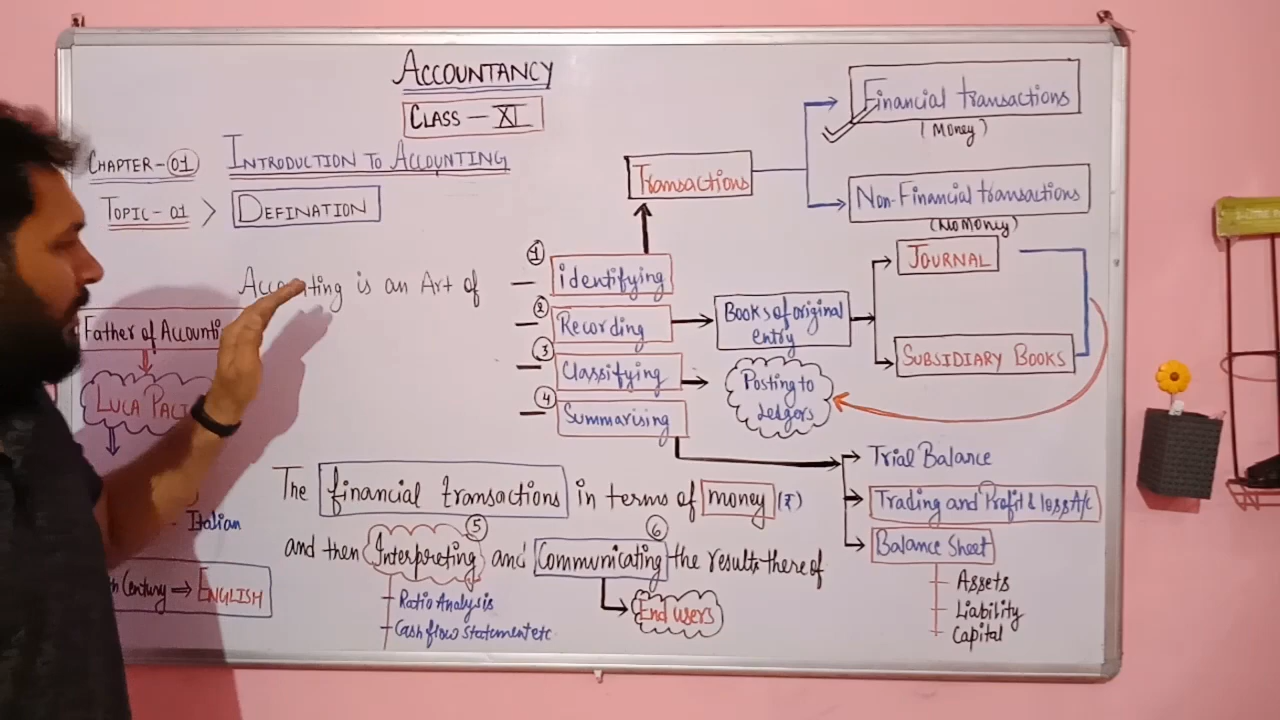 ACCOUNTANCY
CLASS - XI
CHAPTER-01 INTRODUCTION TO ACCOUNTING
TOPIC-01 > DEFINATION
Accounting is an Art of
1 identifying
2 Recording
3 Classifying
4 Summarising
Transactions
Financial transactions
(Money)
Non-Financial transactions
(No Money)
Books of original
entry
JOURNAL
SUBSIDIARY BOOKS
Posting to
Ledgers
Trial Balance
Trading and Profit & loss A/c
Balance Sheet
Assets
Liability
Capital
Father of
LUCA
- Italian
Century ⇒ ENGLISH
The financial transactions in terms of money (₹)
and then 5 Interpreting and 6 Communicating the results there of
Ratio Analysis
Cash flow statement etc
End users